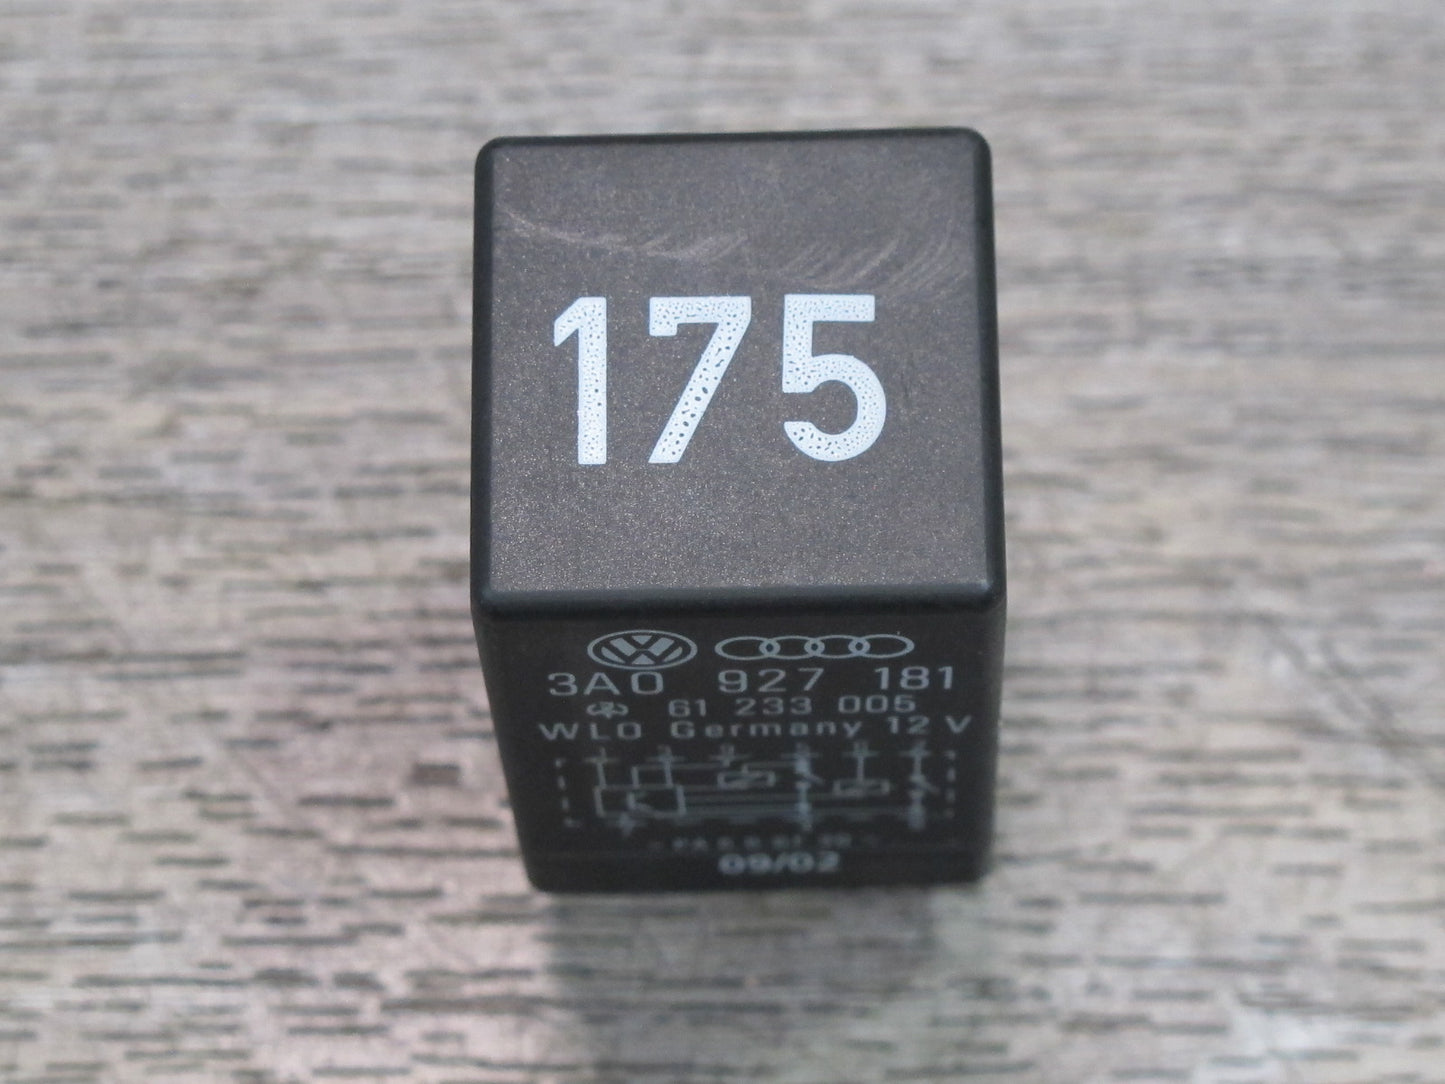 175
3A0 927 181
61 233 005
WLO Germany 12 V
09/02